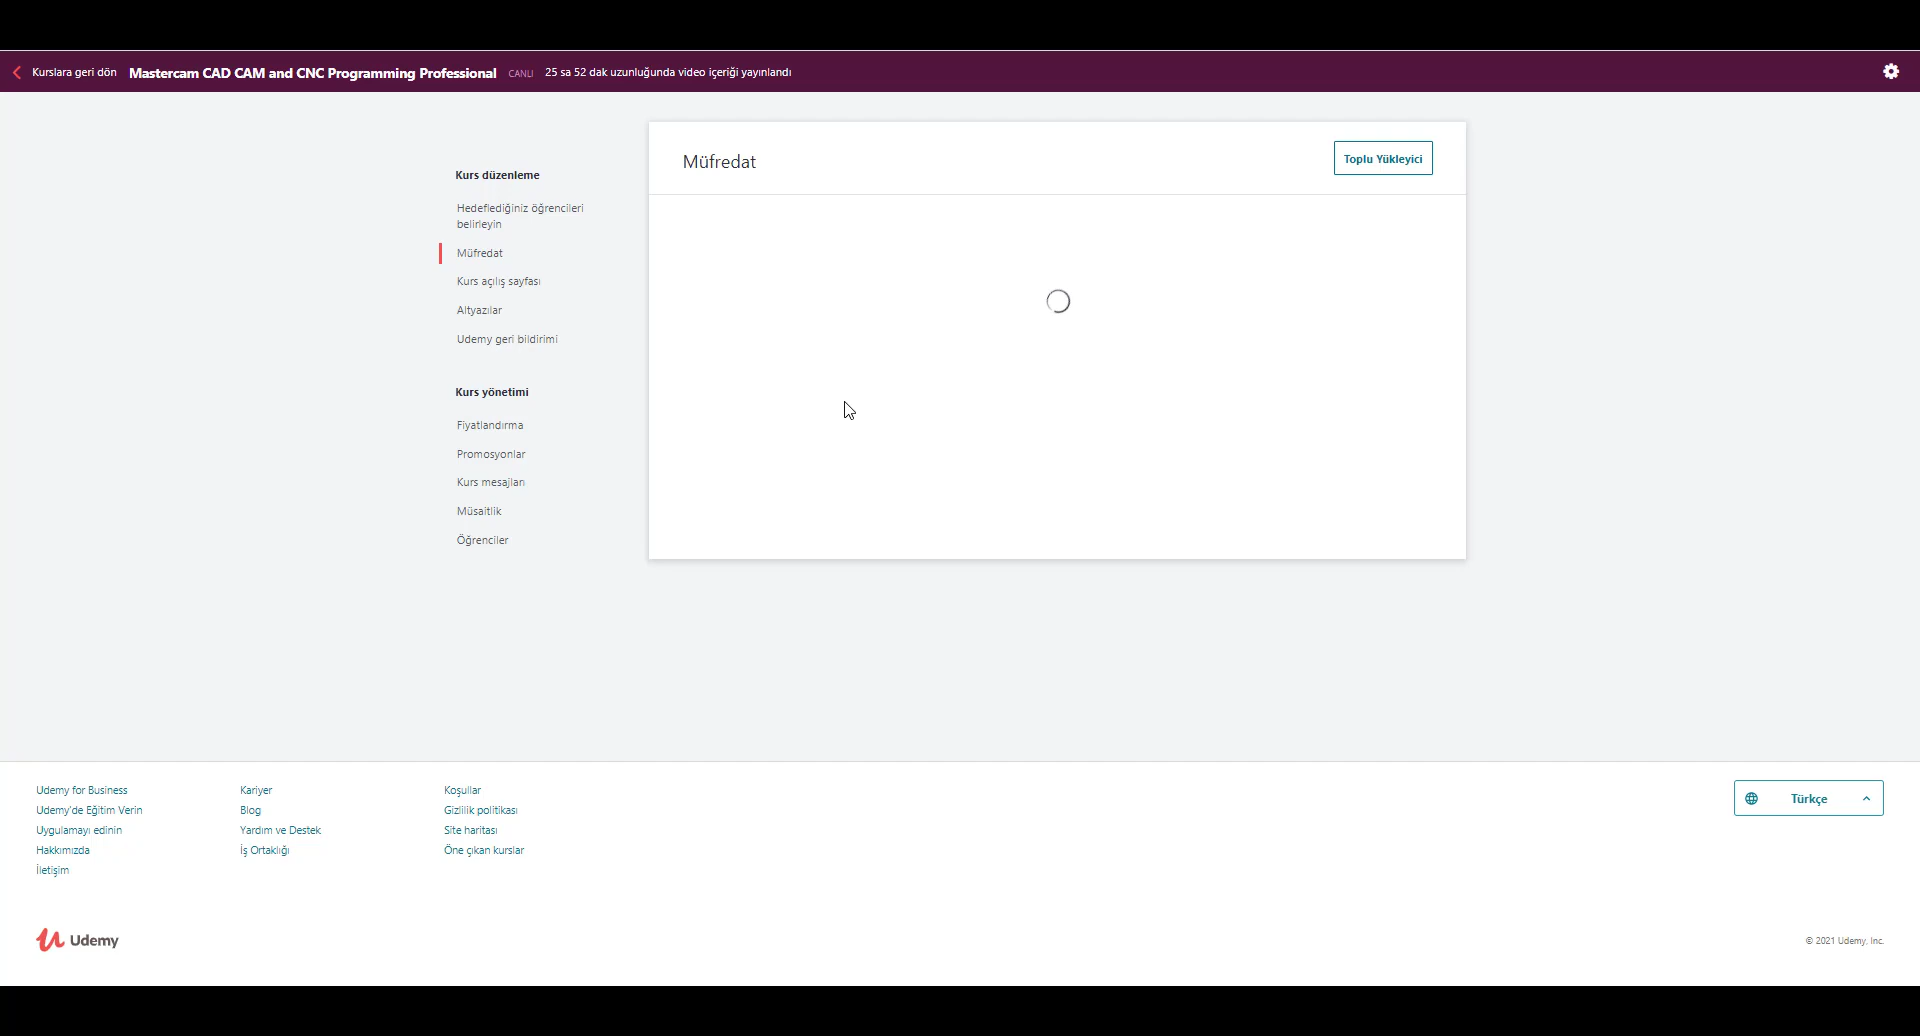 Kurslara geri dön Mastercam CAD CAM and CNC Programming Professional CANLI 25 sa 52 dak uzunluğunda video içeriği yayınlandı
Kurs düzenleme
Hedeflediğiniz öğrencileri
belirleyin
Müfredat
Kurs açılış sayfası
Altyazılar
Udemy geri bildirimi
Kurs yönetimi
Fiyatlandırma
Promosyonlar
Kurs mesajları
Müsaitlik
Öğrenciler
Müfredat
Toplu Yükleyici
Udemy for Business
Udemy'de Eğitim Verin
Uygulamayı edinin
Hakkımızda
İletişim
Kariyer
Blog
Yardım ve Destek
İş Ortaklığı
Koşullar
Gizlilik politikası
Site haritası
Öne çıkan kurslar
Türkçe
Udemy
© 2021 Udemy, Inc.